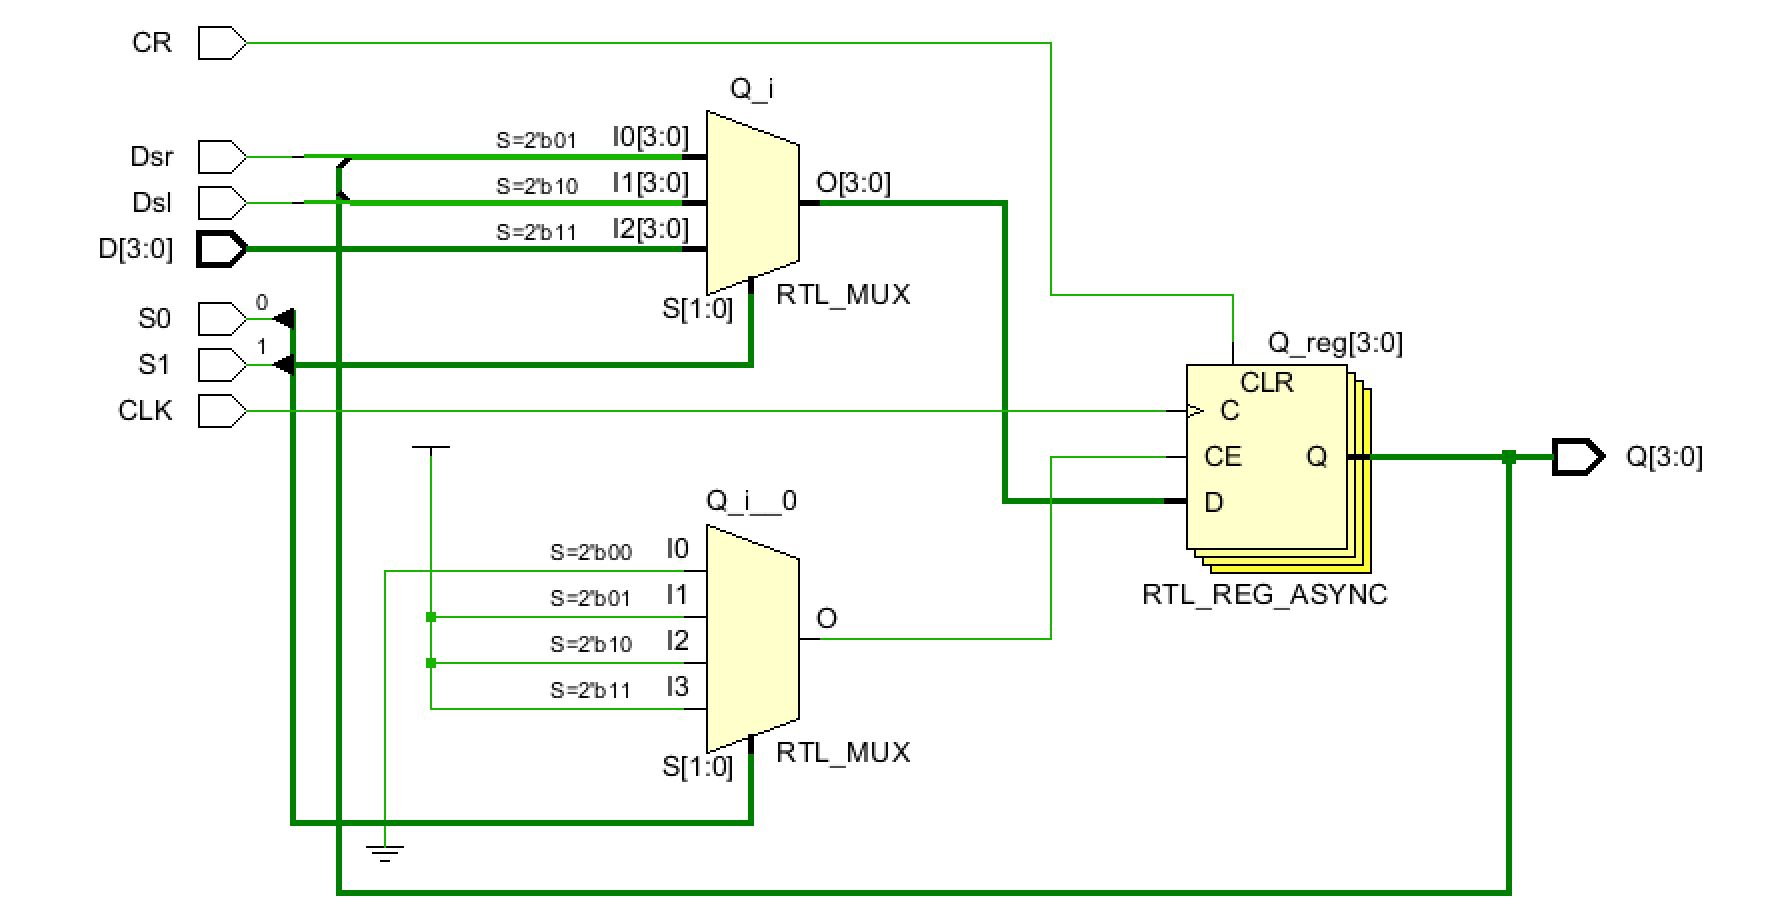 CR
Q_i
Dsr
S=2'b01
I0[3:0]
Dsl
S=2'b10
I1[3:0]
O[3:0]
D[3:0]
S=2'b11
I2[3:0]
S[1:0]
RTL_MUX
S0
0
S1
1
CLK
Q_reg[3:0]
CLR
C
CE
Q
Q[3:0]
D
RTL_REG_ASYNC
Q_i__0
S=2'b00
I0
S=2'b01
I1
O
S=2'b10
I2
S=2'b11
I3
S[1:0]
RTL_MUX